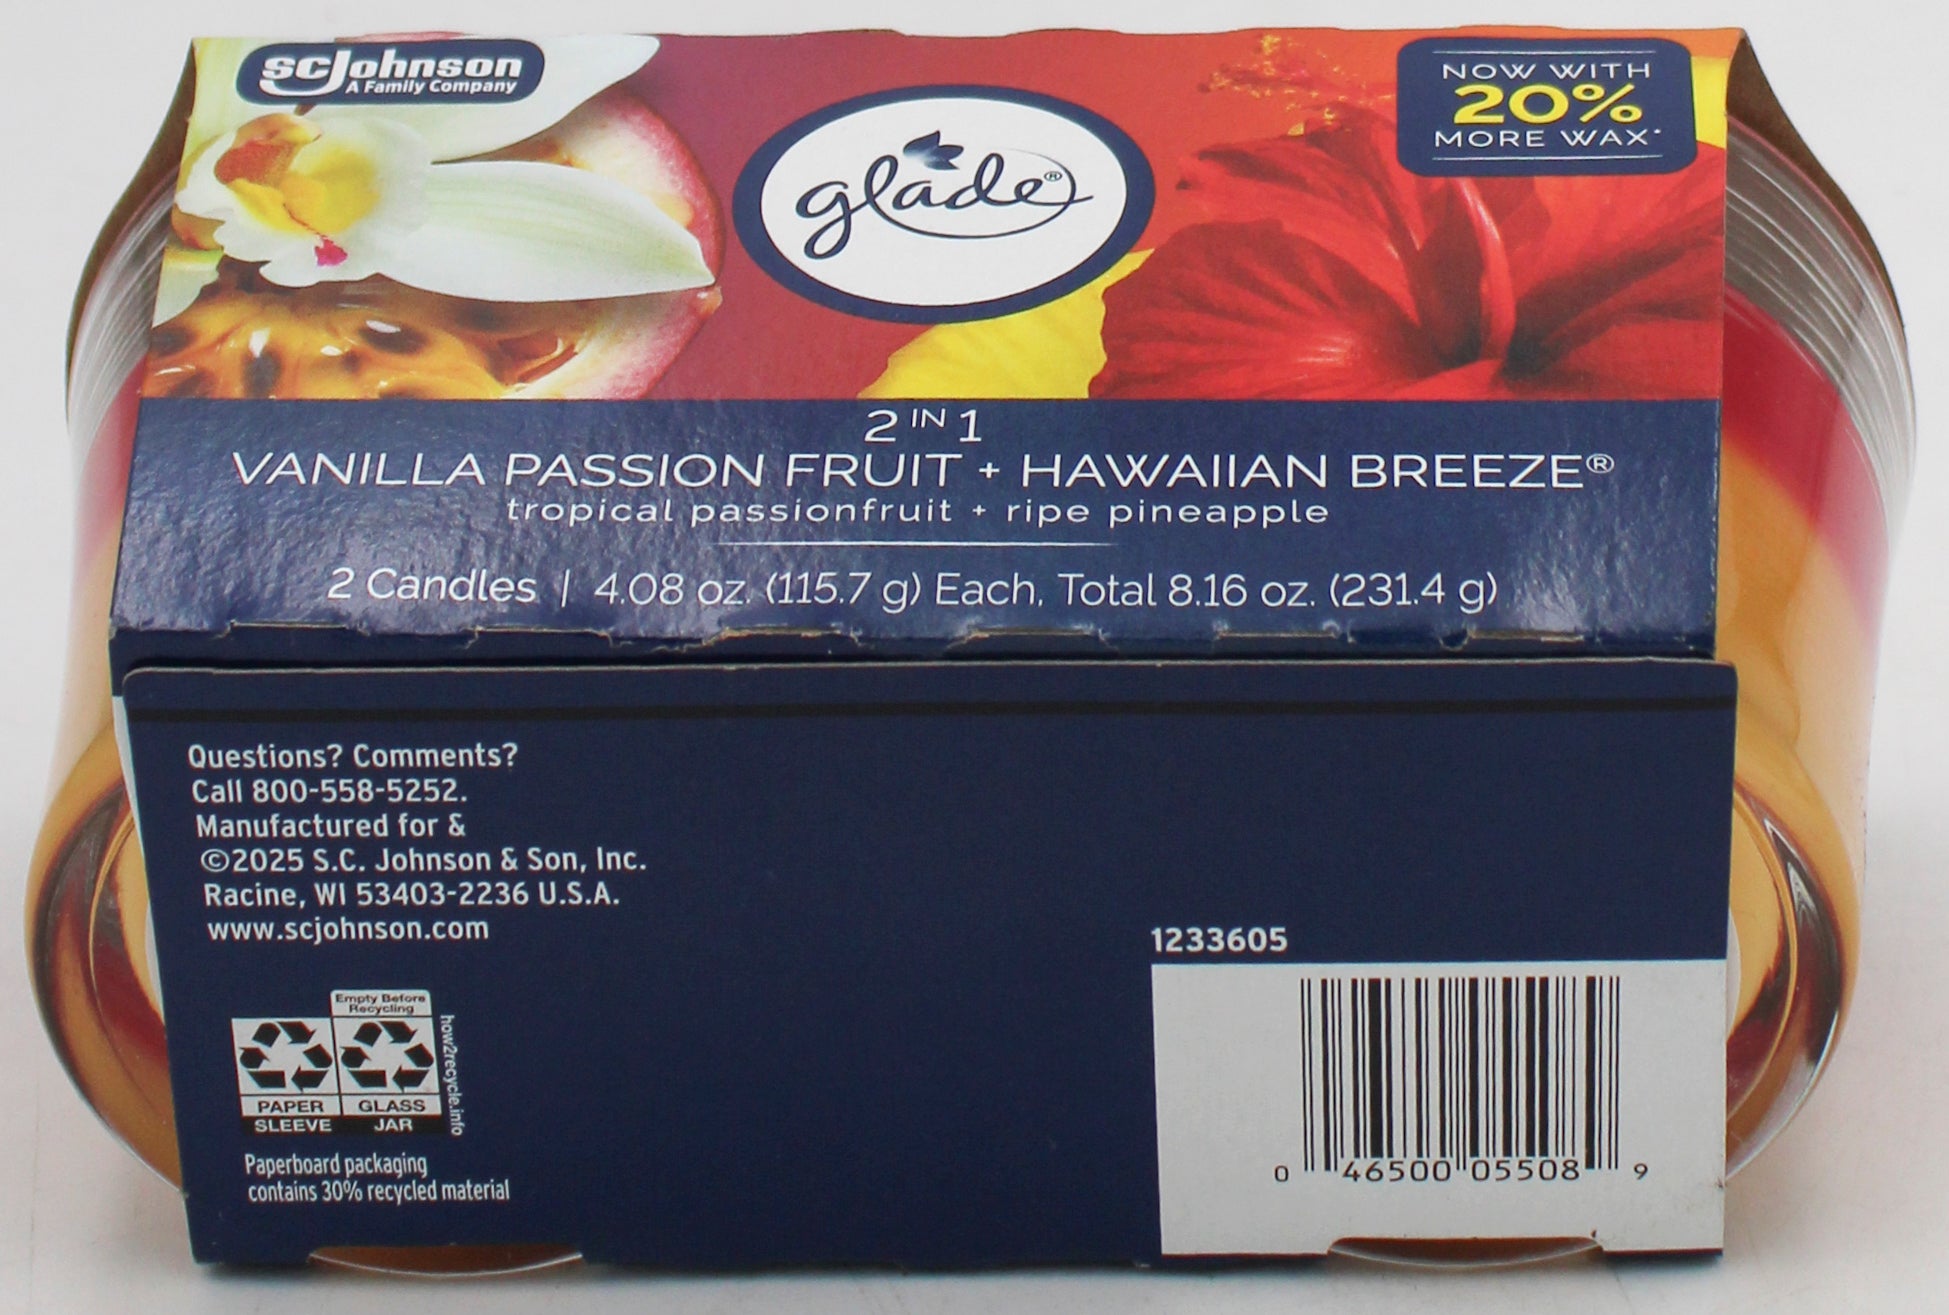 SCJohnson
A Family Company
glade®
NOW WITH
20%
MORE WAX*
2 IN 1
VANILLA PASSION FRUIT + HAWAIIAN BREEZE®
tropical passionfruit + ripe pineapple
2 Candles | 4.08 oz. (115.7 g) Each, Total 8.16 oz. (231.4 g)
Questions? Comments?
Call 800-558-5252.
Manufactured for &
©2025 S.C. Johnson & Son, Inc.
Racine, WI 53403-2236 U.S.A.
www.scjohnson.com
Empty Before
Recycling
PAPER
SLEEVE
GLASS
JAR
how2recycle.info
Paperboard packaging
contains 30% recycled material
1233605
0 46500 05508 9